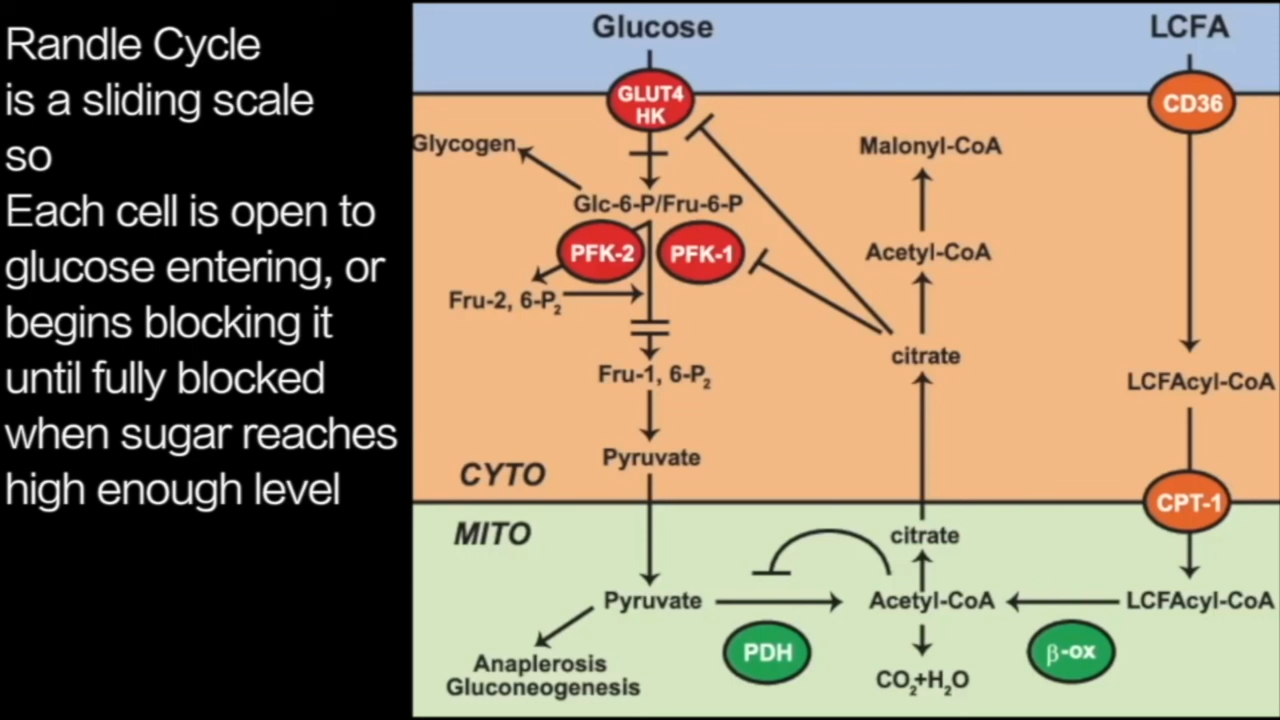 Randle Cycle
is a sliding scale
so
Each cell is open to
glucose entering, or
begins blocking it
until fully blocked
when sugar reaches
high enough level
Glucose
LCFA
GLUT4
HK
CD36
Glycogen
Malonyl-CoA
Glc-6-P/Fru-6-P
PFK-2
PFK-1
Acetyl-CoA
Fru-2, 6-P₂
citrate
Fru-1, 6-P₂
LCFAcyl-CoA
Pyruvate
CYTO
CPT-1
MITO
citrate
Pyruvate
Acetyl-CoA
LCFAcyl-CoA
PDH
β-ox
Anaplerosis
Gluconeogenesis
CO₂+H₂O